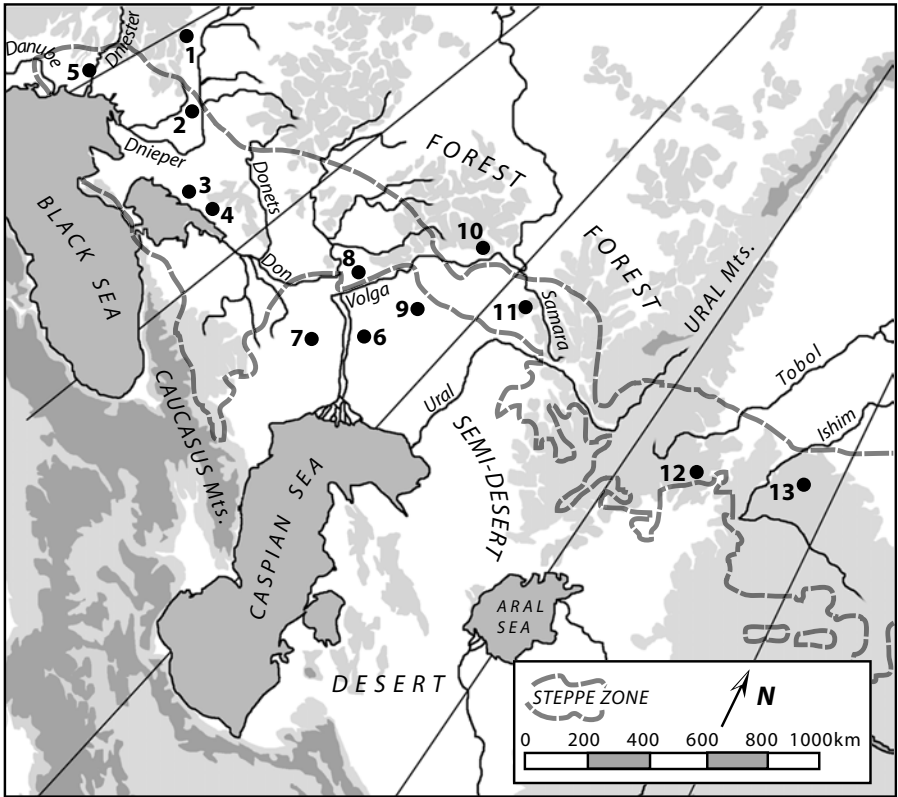 Danube
Dniester
1
5
2
Dnieper
3
4
Donets
FOREST
BLACK SEA
Don
10
8
Volga
FOREST
9
11
Samara
URAL Mts.
7
6
CAUCASUS Mts.
Ural
Tobol
Ishim
SEMI-DESERT
12
13
CASPIAN SEA
ARAL
SEA
DESERT
STEPPE ZONE
N
0 200 400 600 800 1000km